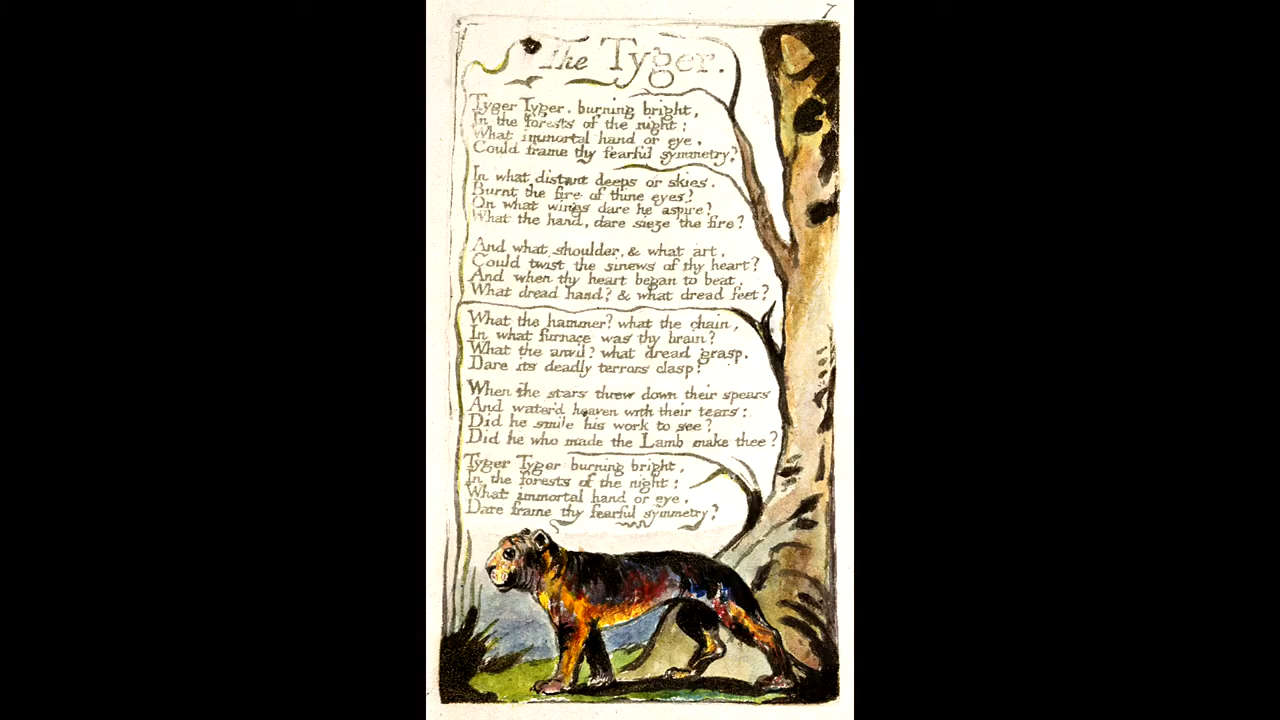 7
The Tyger.
Tyger Tyger. burning bright,
In the forests of the night;
What immortal hand or eye,
Could frame thy fearful symmetry?
In what distant deeps or skies.
Burnt the fire of thine eyes?
On what wings dare he aspire?
What the hand, dare sieze the fire?
And what shoulder, & what art,
Could twist the sinews of thy heart?
And when thy heart began to beat,
What dread hand? & what dread feet?
What the hammer? what the chain,
In what furnace was thy brain?
What the anvil? what dread grasp,
Dare its deadly terrors clasp!
When the stars threw down their spears
And water'd heaven with their tears:
Did he smile his work to see?
Did he who made the Lamb make thee?
Tyger Tyger burning bright,
In the forests of the night:
What immortal hand or eye,
Dare frame thy fearful symmetry?